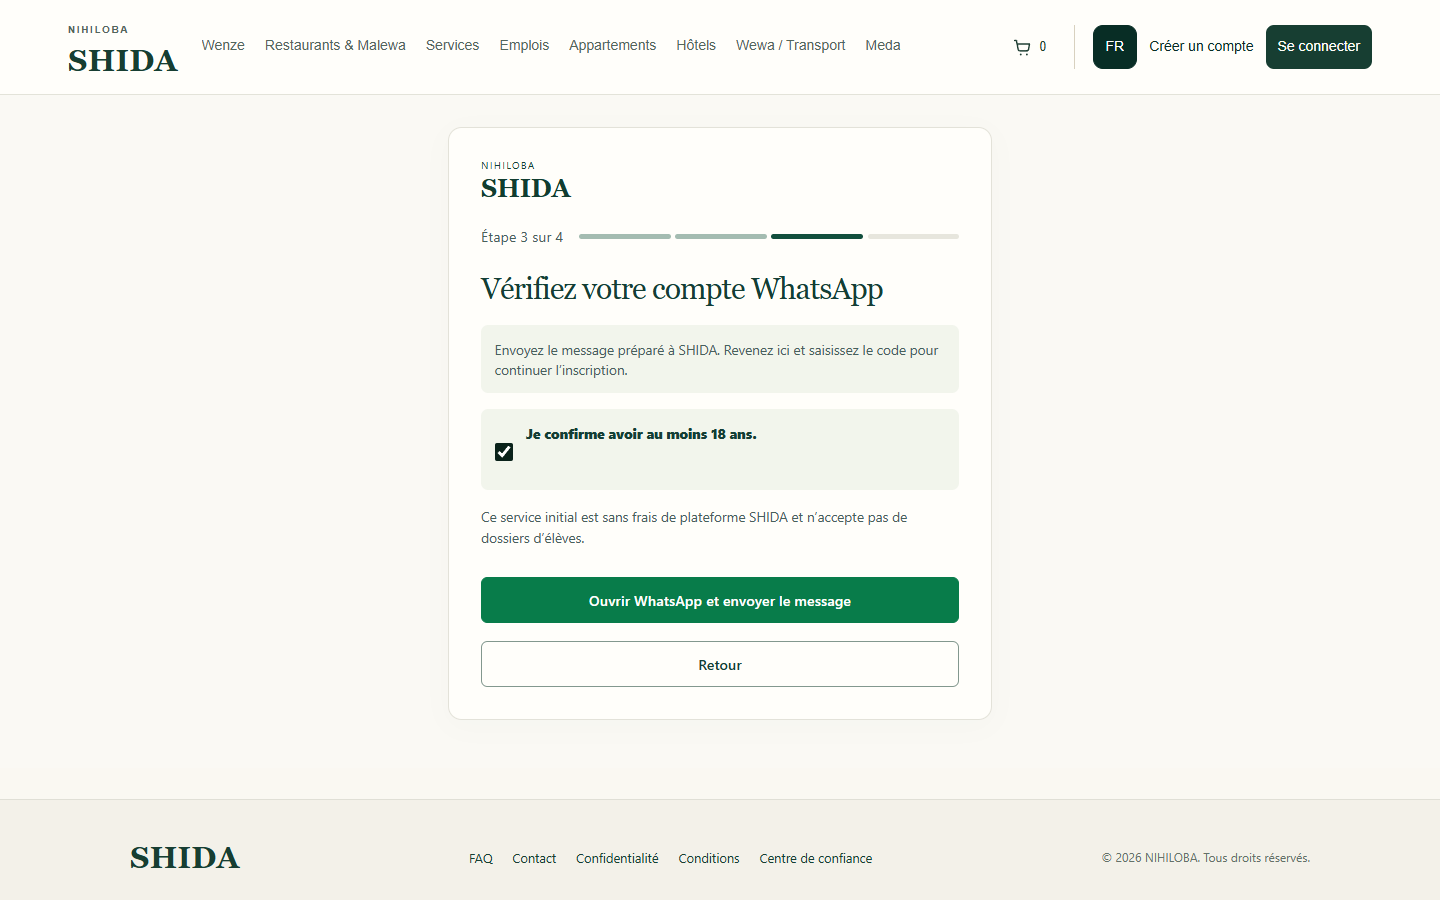 NIHILOBA
SHIDA
Wenze
Restaurants & Malewa
Services
Emplois
Appartements
Hôtels
Wewa / Transport
Meda
0
FR
Créer un compte
Se connecter
NIHILOBA
SHIDA
Étape 3 sur 4
Vérifiez votre compte WhatsApp
Envoyez le message préparé à SHIDA. Revenez ici et saisissez le code pour
continuer l’inscription.
Je confirme avoir au moins 18 ans.
Ce service initial est sans frais de plateforme SHIDA et n’accepte pas de
dossiers d’élèves.
Ouvrir WhatsApp et envoyer le message
Retour
SHIDA
FAQ
Contact
Confidentialité
Conditions
Centre de confiance
© 2026 NIHILOBA. Tous droits réservés.